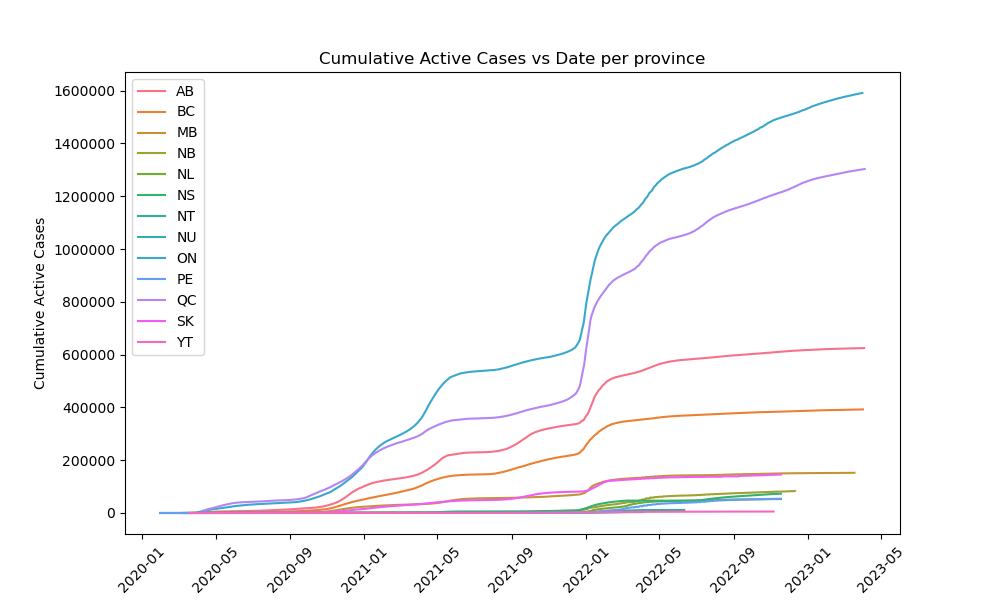 Cumulative Active Cases vs Date per province
Cumulative Active Cases
1600000
1400000
1200000
1000000
800000
600000
400000
200000
0
AB
BC
MB
NB
NL
NS
NT
NU
ON
PE
QC
SK
YT
2020-01
2020-05
2020-09
2021-01
2021-05
2021-09
2022-01
2022-05
2022-09
2023-01
2023-05